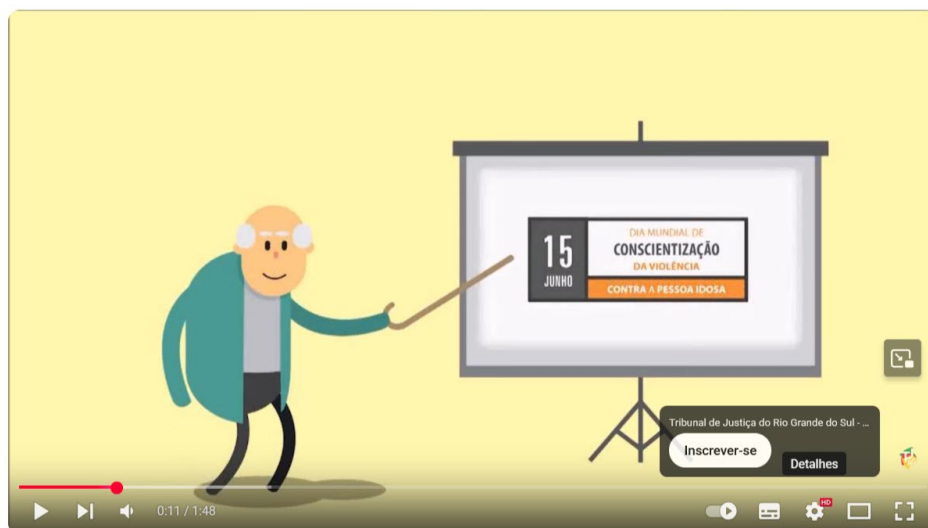 15
JUNHO
DIA MUNDIAL DE
CONSCIENTIZAÇÃO
DA VIOLÊNCIA
CONTRA A PESSOA IDOSA
Tribunal de Justiça do Rio Grande do Sul - ...
Inscrever-se
Detalhes
0:11 / 1:48
HD